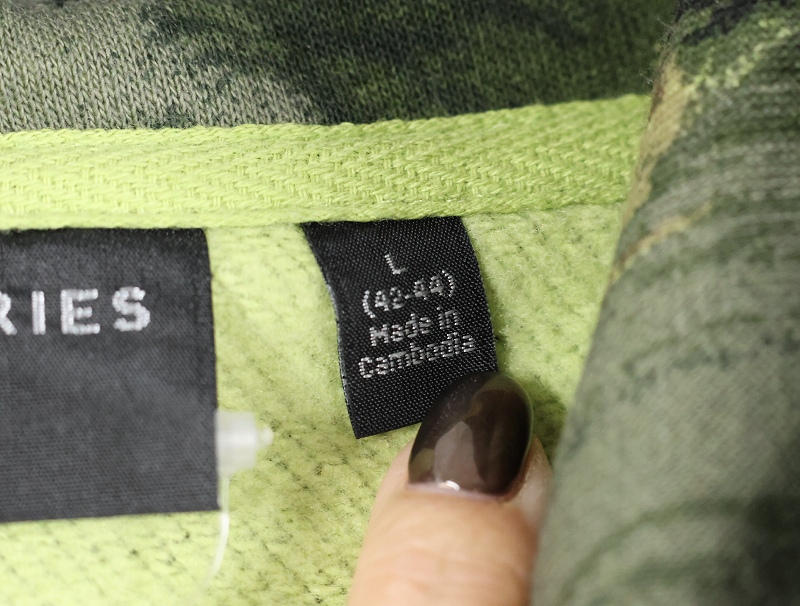 RIES
L
(42-44)
Made in
Cambodia